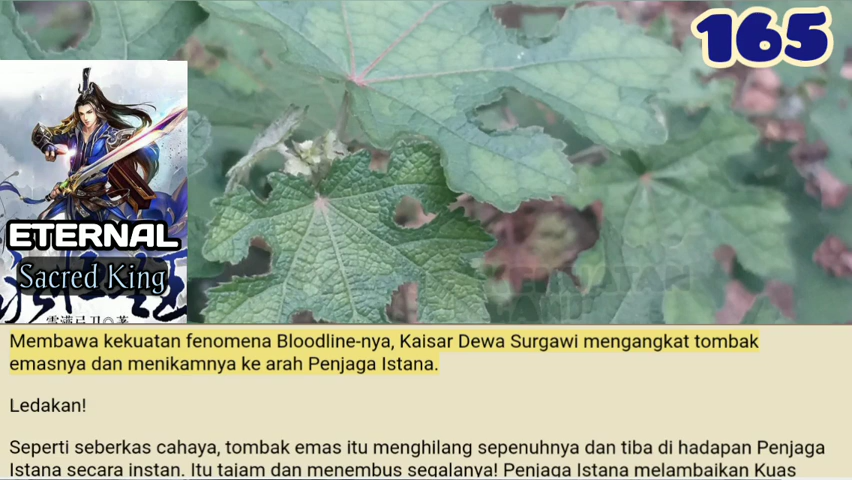 165
ETERNAL
Sacred King
Membawa kekuatan fenomena Bloodline-nya, Kaisar Dewa Surgawi mengangkat tombak
emasnya dan menikamnya ke arah Penjaga Istana.
Ledakan!
Seperti seberkas cahaya, tombak emas itu menghilang sepenuhnya dan tiba di hadapan Penjaga
Istana secara instan. Itu tajam dan menembus segalanya! Penjaga Istana melambaikan Kuas